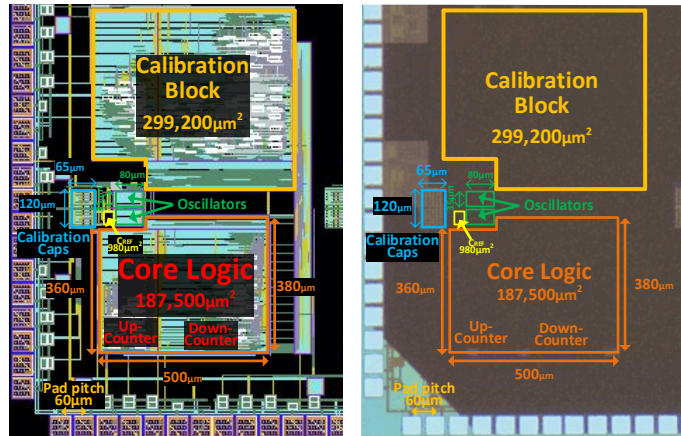 Calibration
Block
299,200µm²
65µm
80µm
120µm
Oscillators
Calibration
Caps
CREF
980µm²
Core Logic
187,500µm²
360µm
380µm
Up-
Counter
Down-
Counter
500µm
Pad pitch
60µm
Calibration
Block
299,200µm²
65µm
80µm
120µm
Oscillators
Calibration
Caps
CREF
980µm²
Core Logic
187,500µm²
360µm
380µm
Up-
Counter
Down-
Counter
500µm
Pad pitch
60µm